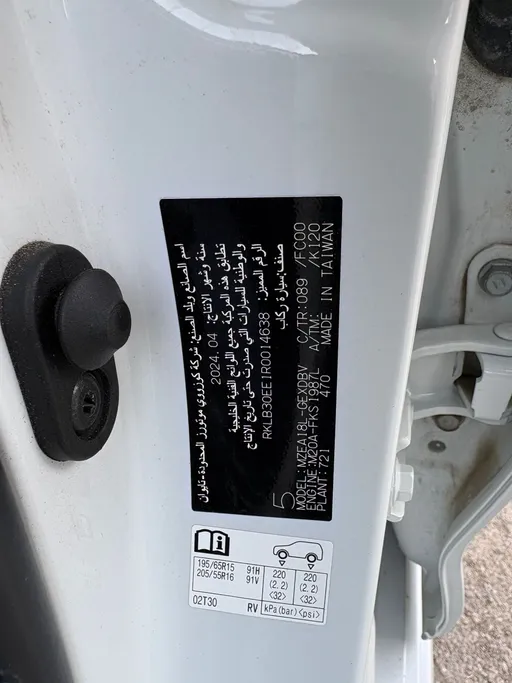 اسم الصانع وبلد الصنع: شركة كوزوي موتورز المحدودة-تايوان
سنة وشهر الإنتاج: 2024.04
تطابق هذه المركبة جميع اللوائح الفنية الخليجية
والوطنية للسيارات التي صدرت حتى تاريخ الإنتاج
الرقم المميز: RKLB30EE1R0014638
صنف: سيارة ركاب
5
MODEL:MZEA18L-GEXDBV C/TR:089 /FC00
ENGINE:M20A-FKS 1987L A/TM: /K120
PLANT:721 470 MADE IN TAIWAN
195/65R15 91H 220 (2.2) <32> 220 (2.2) <32>
205/55R16 91V
02T30 RV kPa(bar)<psi>